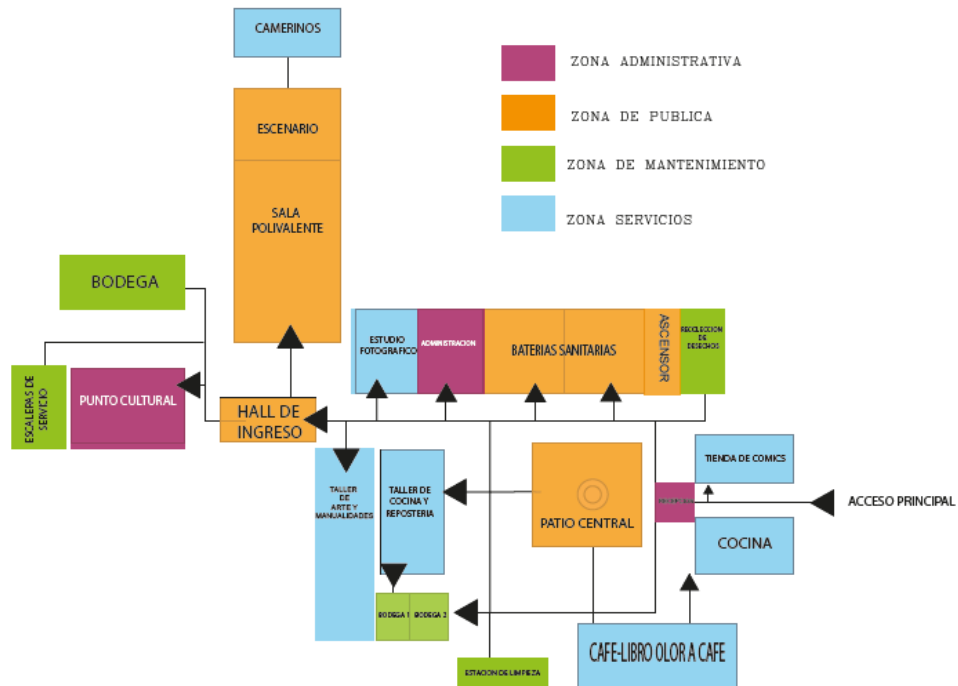 CAMERINOS
ZONA ADMINISTRATIVA
ZONA DE PUBLICA
ZONA DE MANTENIMIENTO
ZONA SERVICIOS
ESCENARIO
SALA
POLIVALENTE
BODEGA
ESTUDIO
FOTOGRAFICO
ADMINISTRACION
BATERIAS SANITARIAS
ASCENSOR
RECOLECCION
DE
DESECHOS
ESCALEPAS DE
SERVICIO
PUNTO CULTURAL
HALL DE
INGRESO
TALLER
DE
ARTE Y
MANUALIDADES
TALLER DE
COCINA Y
REPOSTERIA
PATIO CENTRAL
TIENDA DE COMICS
ACCESO PRINCIPAL
COCINA
BODEGA 1
BODEGA 2
ESTACION DE LIMPIEZA
CAFE-LIBRO OLOR A CAFE